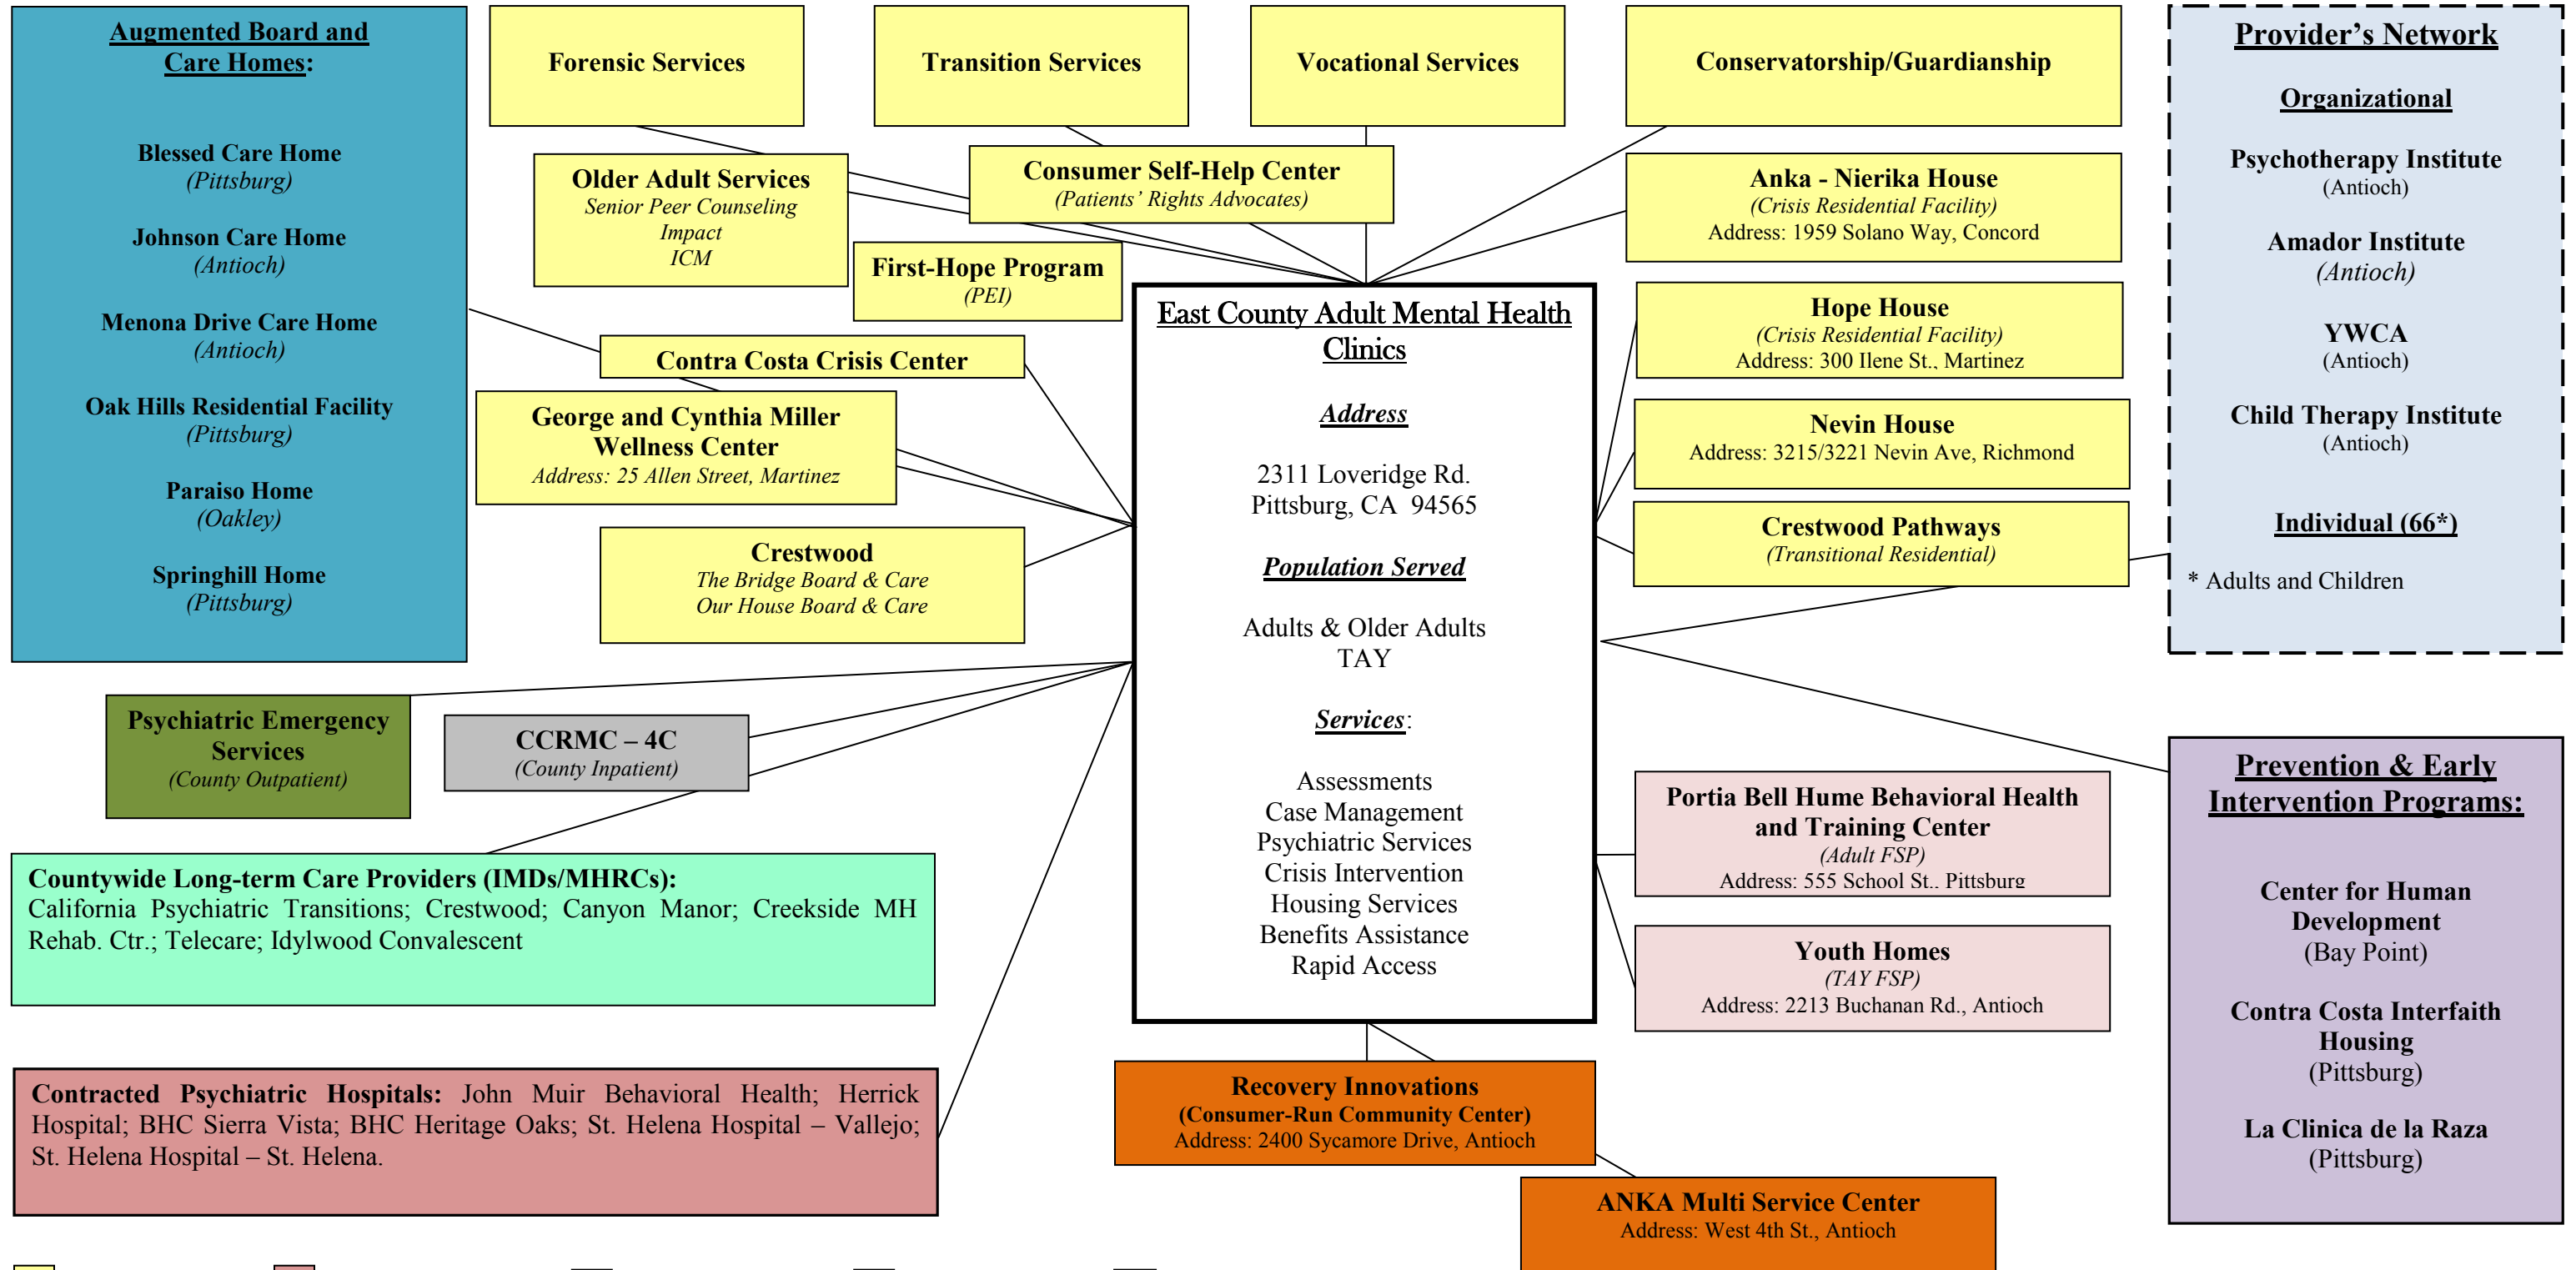 Augmented Board and
Care Homes:
Blessed Care Home
(Pittsburg)
Johnson Care Home
(Antioch)
Menona Drive Care Home
(Antioch)
Oak Hills Residential Facility
(Pittsburg)
Paraiso Home
(Oakley)
Springhill Home
(Pittsburg)
Forensic Services
Transition Services
Vocational Services
Conservatorship/Guardianship
Older Adult Services
Senior Peer Counseling
Impact
ICM
Consumer Self-Help Center
(Patients' Rights Advocates)
First-Hope Program
(PEI)
Contra Costa Crisis Center
George and Cynthia Miller
Wellness Center
Address: 25 Allen Street, Martinez
Crestwood
The Bridge Board & Care
Our House Board & Care
East County Adult Mental Health
Clinics
Address
2311 Loveridge Rd.
Pittsburg, CA  94565
Population Served
Adults & Older Adults
TAY
Services:
Assessments
Case Management
Psychiatric Services
Crisis Intervention
Housing Services
Benefits Assistance
Rapid Access
Anka - Nierika House
(Crisis Residential Facility)
Address: 1959 Solano Way, Concord
Hope House
(Crisis Residential Facility)
Address: 300 Ilene St., Martinez
Nevin House
Address: 3215/3221 Nevin Ave, Richmond
Crestwood Pathways
(Transitional Residential)
Provider's Network
Organizational
Psychotherapy Institute
(Antioch)
Amador Institute
(Antioch)
YWCA
(Antioch)
Child Therapy Institute
(Antioch)
Individual (66*)
* Adults and Children
Psychiatric Emergency
Services
(County Outpatient)
CCRMC – 4C
(County Inpatient)
Countywide Long-term Care Providers (IMDs/MHRCs):
California Psychiatric Transitions; Crestwood; Canyon Manor; Creekside MH
Rehab. Ctr.; Telecare; Idylwood Convalescent
Contracted Psychiatric Hospitals: John Muir Behavioral Health; Herrick
Hospital; BHC Sierra Vista; BHC Heritage Oaks; St. Helena Hospital – Vallejo;
St. Helena Hospital – St. Helena.
Portia Bell Hume Behavioral Health
and Training Center
(Adult FSP)
Address: 555 School St., Pittsburg
Youth Homes
(TAY FSP)
Address: 2213 Buchanan Rd., Antioch
Recovery Innovations
(Consumer-Run Community Center)
Address: 2400 Sycamore Drive, Antioch
ANKA Multi Service Center
Address: West 4th St., Antioch
Prevention & Early
Intervention Programs:
Center for Human
Development
(Bay Point)
Contra Costa Interfaith
Housing
(Pittsburg)
La Clinica de la Raza
(Pittsburg)